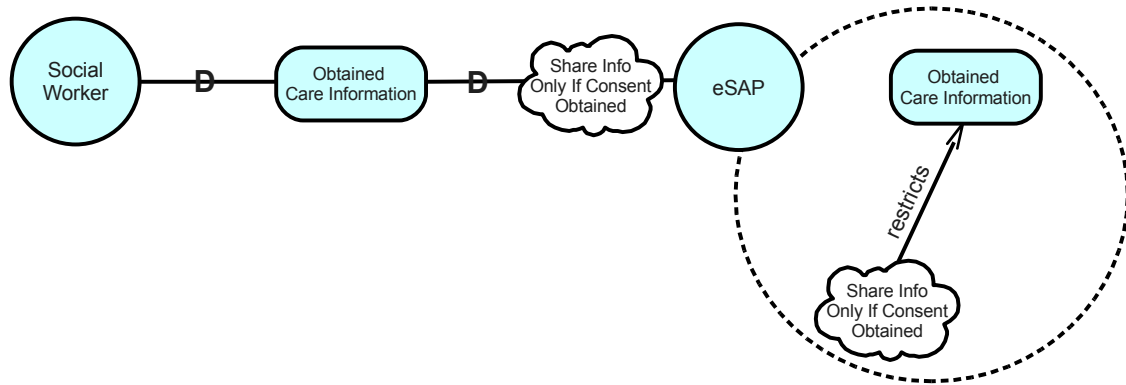 Social
Worker
D
Obtained
Care Information
D
Share Info
Only If Consent
Obtained
eSAP
Obtained
Care Information
restricts
Share Info
Only If Consent
Obtained